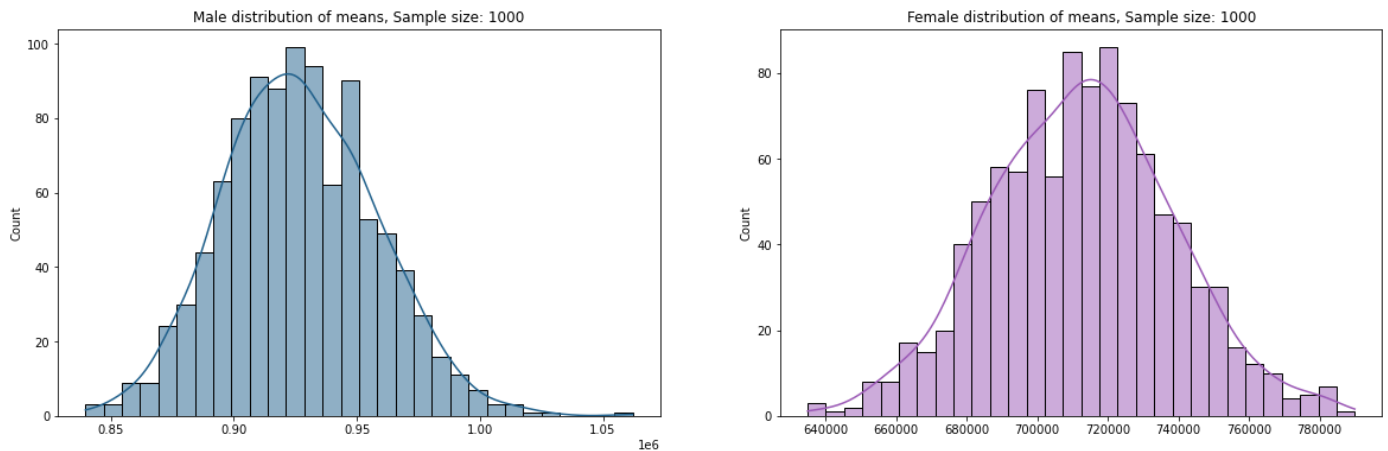 Male distribution of means, Sample size: 1000
Count
100
80
60
40
20
0
0.85 0.90 0.95 1.00 1.05
1e6
Female distribution of means, Sample size: 1000
Count
80
60
40
20
0
640000 660000 680000 700000 720000 740000 760000 780000